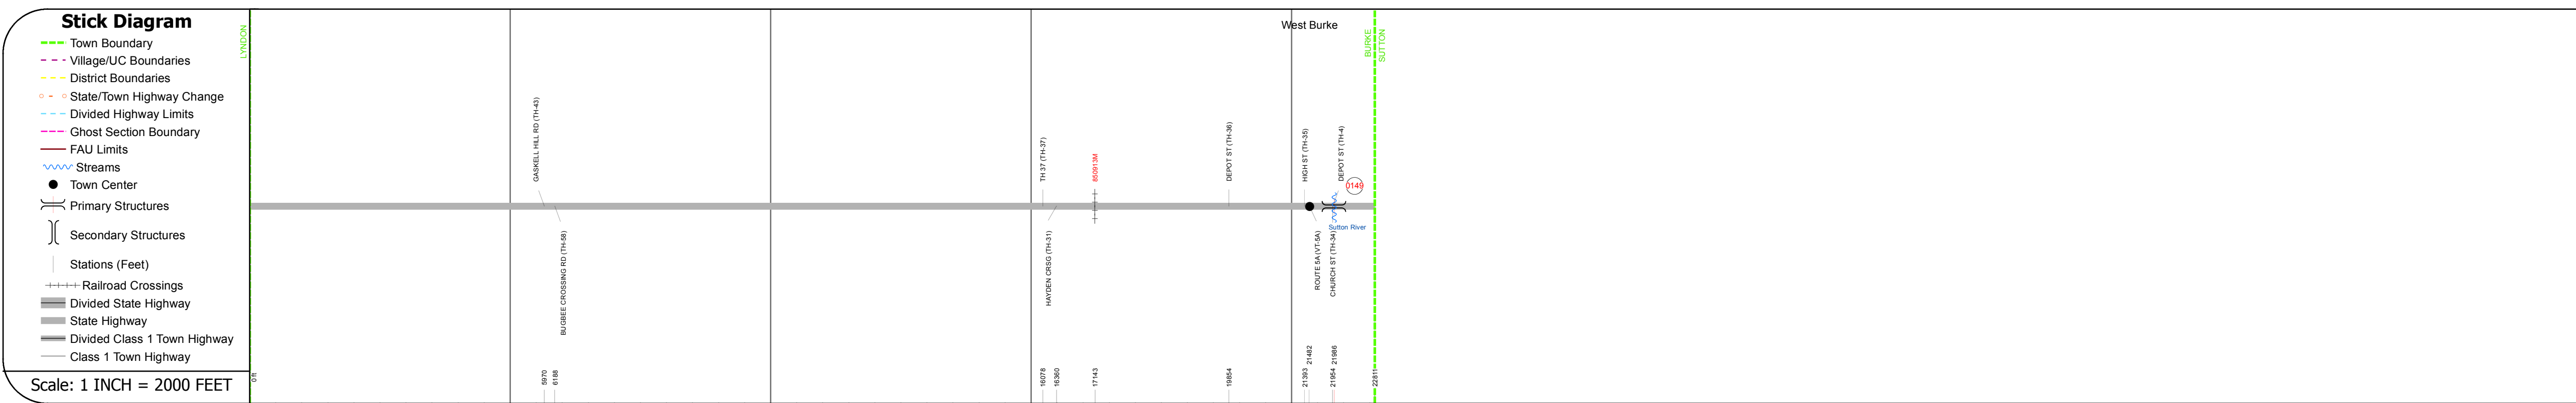 Stick Diagram
Town Boundary
Village/UC Boundaries
District Boundaries
State/Town Highway Change
Divided Highway Limits
Ghost Section Boundary
FAU Limits
Streams
Town Center
Primary Structures
Secondary Structures
Stations (Feet)
Railroad Crossings
Divided State Highway
State Highway
Divided Class 1 Town Highway
Class 1 Town Highway
Scale: 1 INCH = 2000 FEET
LYNDON
West Burke
BURKE
SUTTON
GASKELL HILL RD (TH-43)
BUGBEE CROSSING RD (TH-58)
TH 37 (TH-37)
HAYDEN CRSG (TH-31)
850913M
DEPOT ST (TH-36)
HIGH ST (TH-35)
ROUTE 5A (VT-5A)
CHURCH ST (TH-34)
DEPOT ST (TH-4)
0149
Sutton River
0 ft
5970
6188
16078
16360
17143
19854
21393
21482
21954
21986
22811